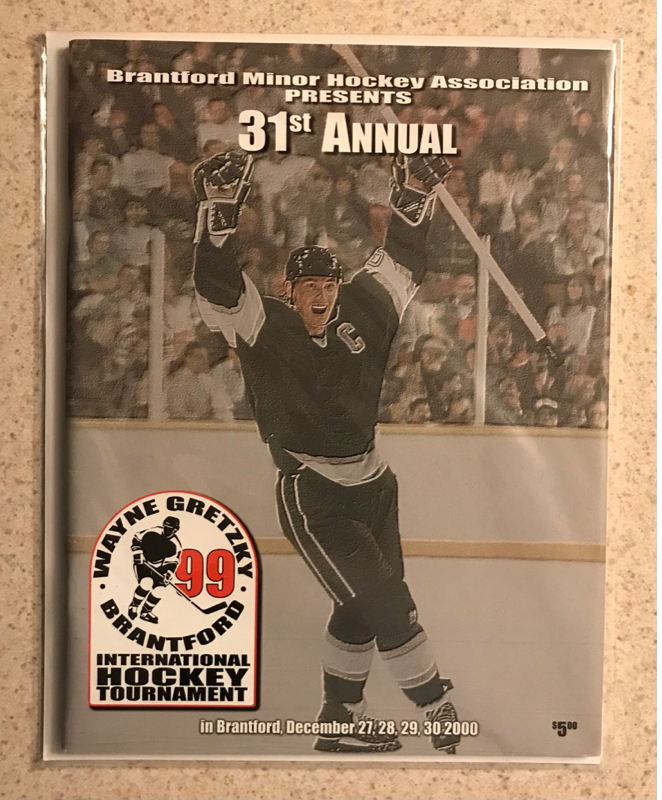 Brantford Minor Hockey Association
PRESENTS
31st ANNUAL
C
• WAYNE GRETZKY •
99
BRANTFORD
INTERNATIONAL
HOCKEY
TOURNAMENT
in Brantford, December 27, 28, 29, 30 2000
$5.00